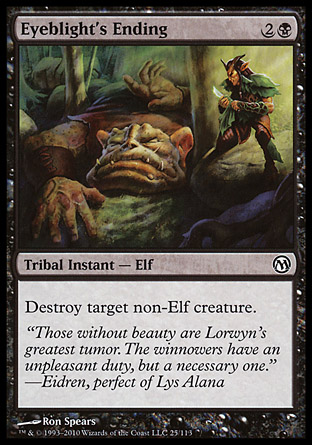 Eyeblight's Ending 2
Tribal Instant — Elf
Destroy target non-Elf creature.
"Those without beauty are Lorwyn's
greatest tumor. The winnowers have an
unpleasant duty, but a necessary one."
—Eidren, perfect of Lys Alana
Ron Spears
™ & © 1993-2010 Wizards of the Coast LLC 25/113